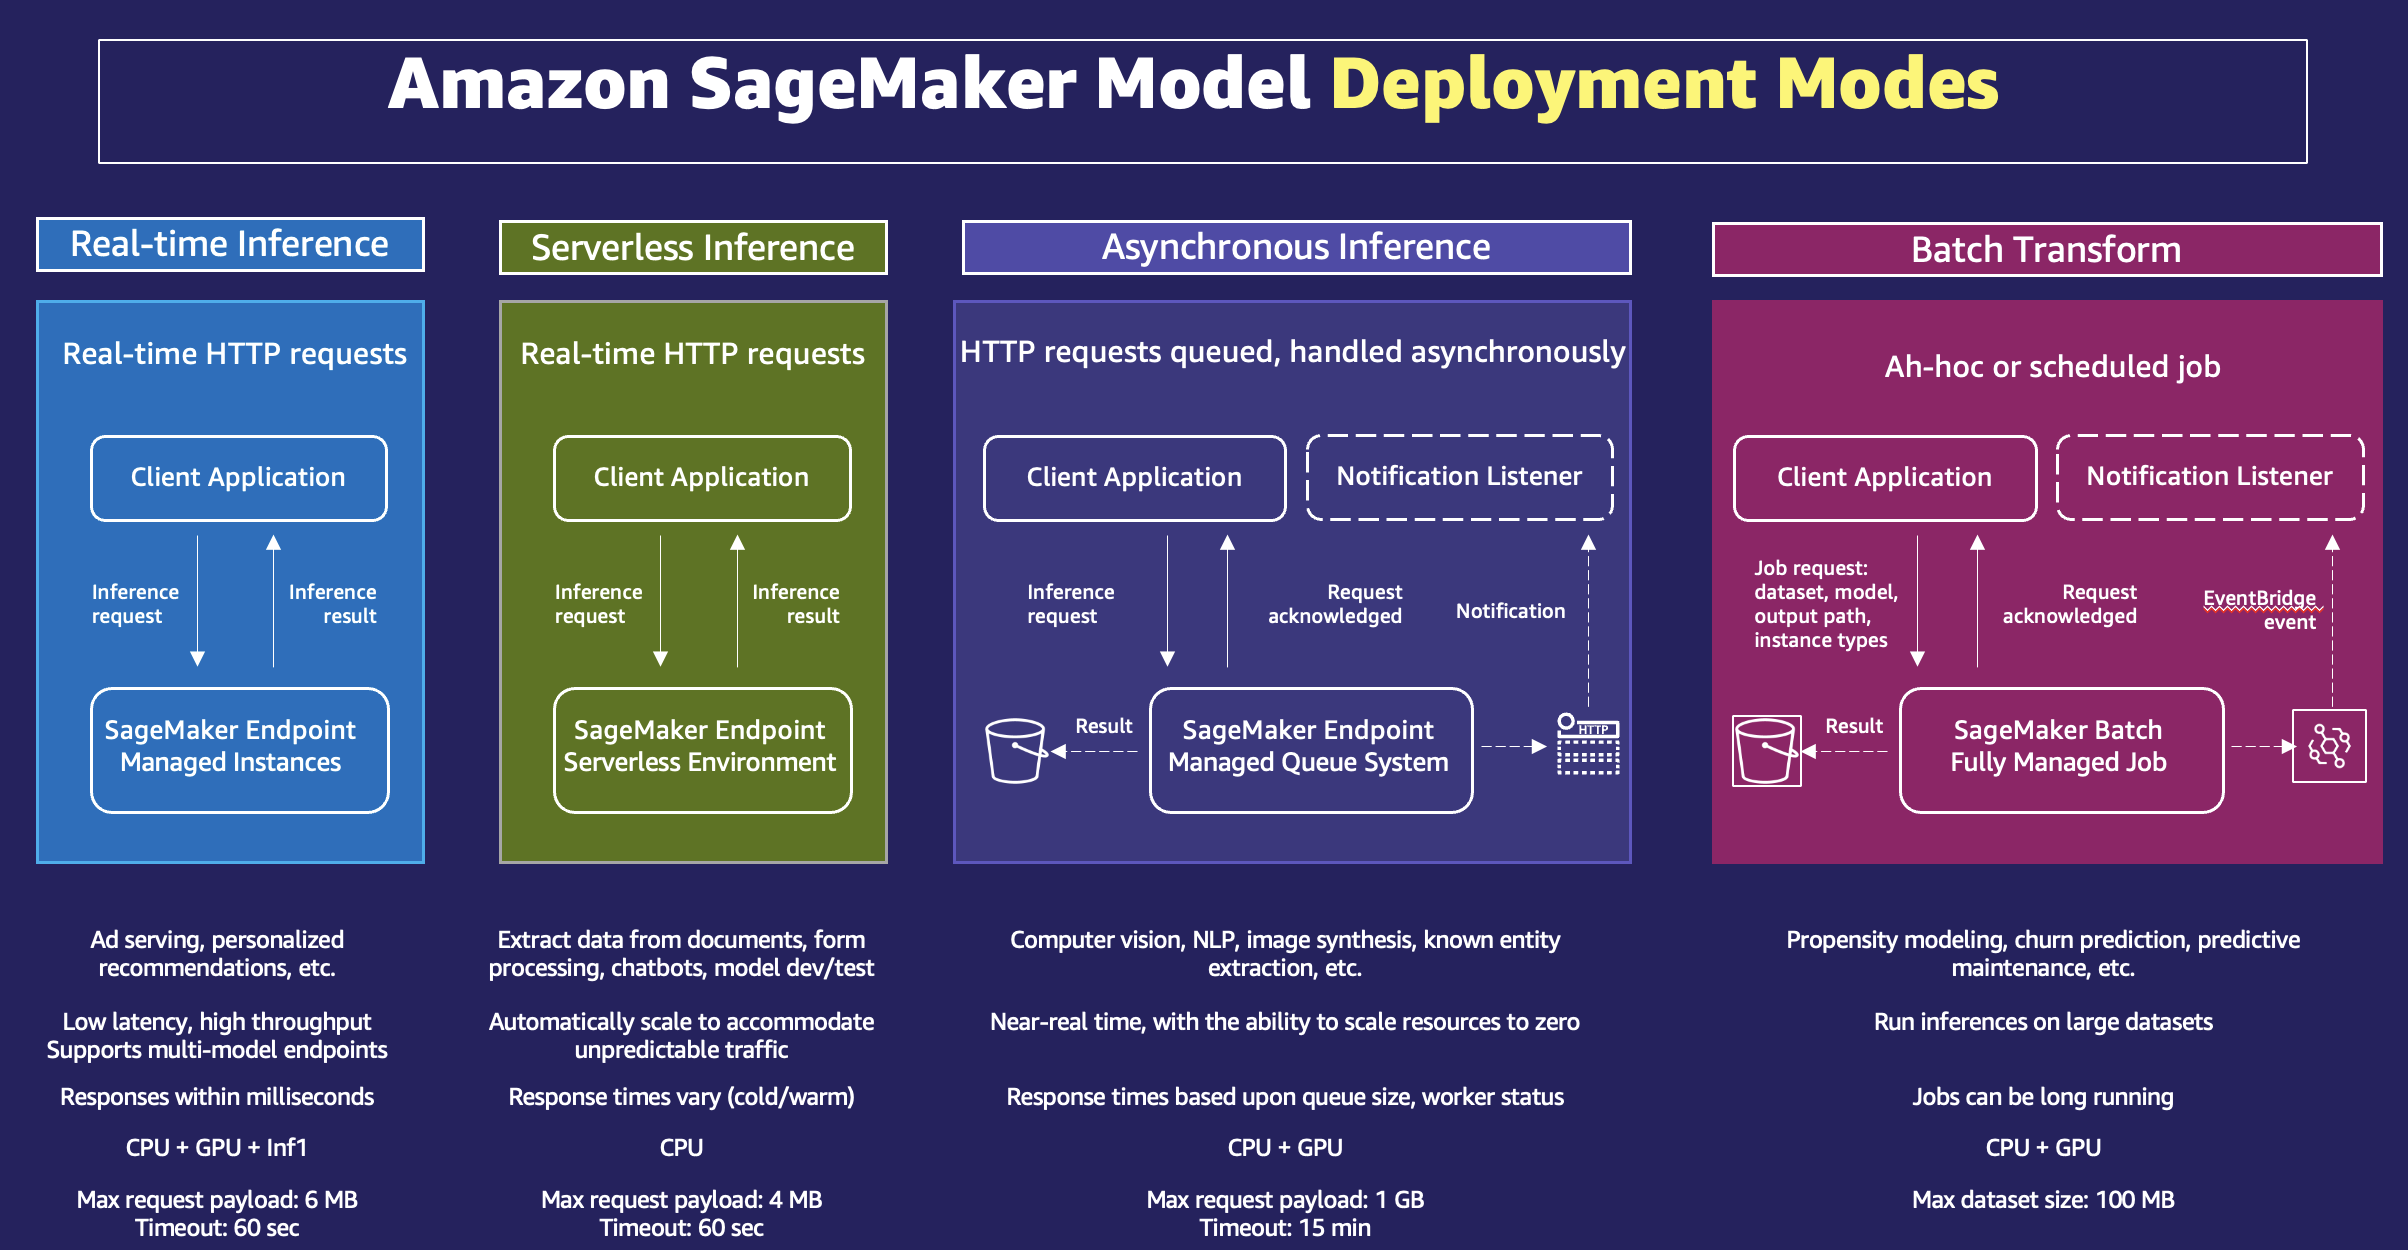 Amazon SageMaker Model Deployment Modes
Real-time Inference
Real-time HTTP requests
Client Application
Inference
request
Inference
result
SageMaker Endpoint
Managed Instances
Ad serving, personalized
recommendations, etc.
Low latency, high throughput
Supports multi-model endpoints
Responses within milliseconds
CPU + GPU + Inf1
Max request payload: 6 MB
Timeout: 60 sec
Serverless Inference
Real-time HTTP requests
Client Application
Inference
request
Inference
result
SageMaker Endpoint
Serverless Environment
Extract data from documents, form
processing, chatbots, model dev/test
Automatically scale to accommodate
unpredictable traffic
Response times vary (cold/warm)
CPU
Max request payload: 4 MB
Timeout: 60 sec
Asynchronous Inference
HTTP requests queued, handled asynchronously
Client Application
Notification Listener
Inference
request
Request
acknowledged
Notification
Result
SageMaker Endpoint
Managed Queue System
HTTP
Computer vision, NLP, image synthesis, known entity
extraction, etc.
Near-real time, with the ability to scale resources to zero
Response times based upon queue size, worker status
CPU + GPU
Max request payload: 1 GB
Timeout: 15 min
Batch Transform
Ah-hoc or scheduled job
Client Application
Notification Listener
Job request:
dataset, model,
output path,
instance types
Request
acknowledged
EventBridge
event
Result
SageMaker Batch
Fully Managed Job
Propensity modeling, churn prediction, predictive
maintenance, etc.
Run inferences on large datasets
Jobs can be long running
CPU + GPU
Max dataset size: 100 MB